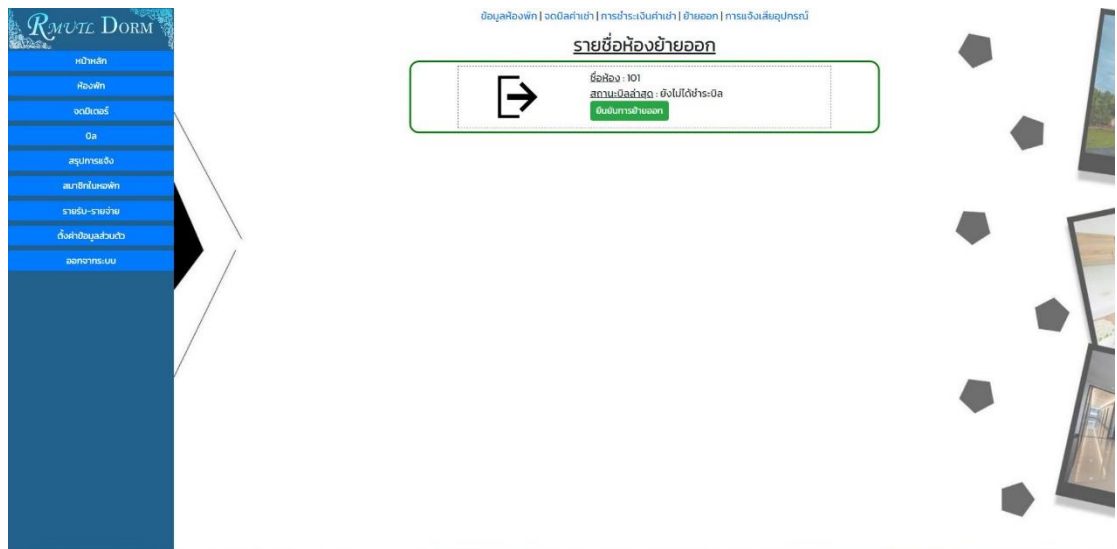 RMUTL DORM
หน้าหลัก
ห้องพัก
จดมิเตอร์
บิล
สรุปการแจ้ง
สมาชิกในหอพัก
รายรับ-รายจ่าย
ตั้งค่าข้อมูลส่วนตัว
ออกจากระบบ
ข้อมูลห้องพัก | จดบิลค่าเช่า | การชำระเงินค่าเช่า | ย้ายออก | การแจ้งเสียอุปกรณ์
รายชื่อห้องย้ายออก
ชื่อห้อง : 101
สถานะบิลล่าสุด : ยังไม่ได้ชำระบิล
ยืนยันการย้ายออก